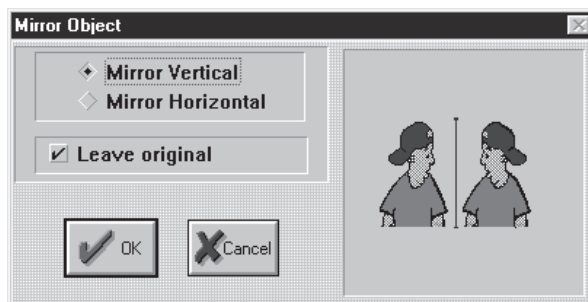 Mirror Object
Mirror Vertical
Mirror Horizontal
Leave original
OK
Cancel